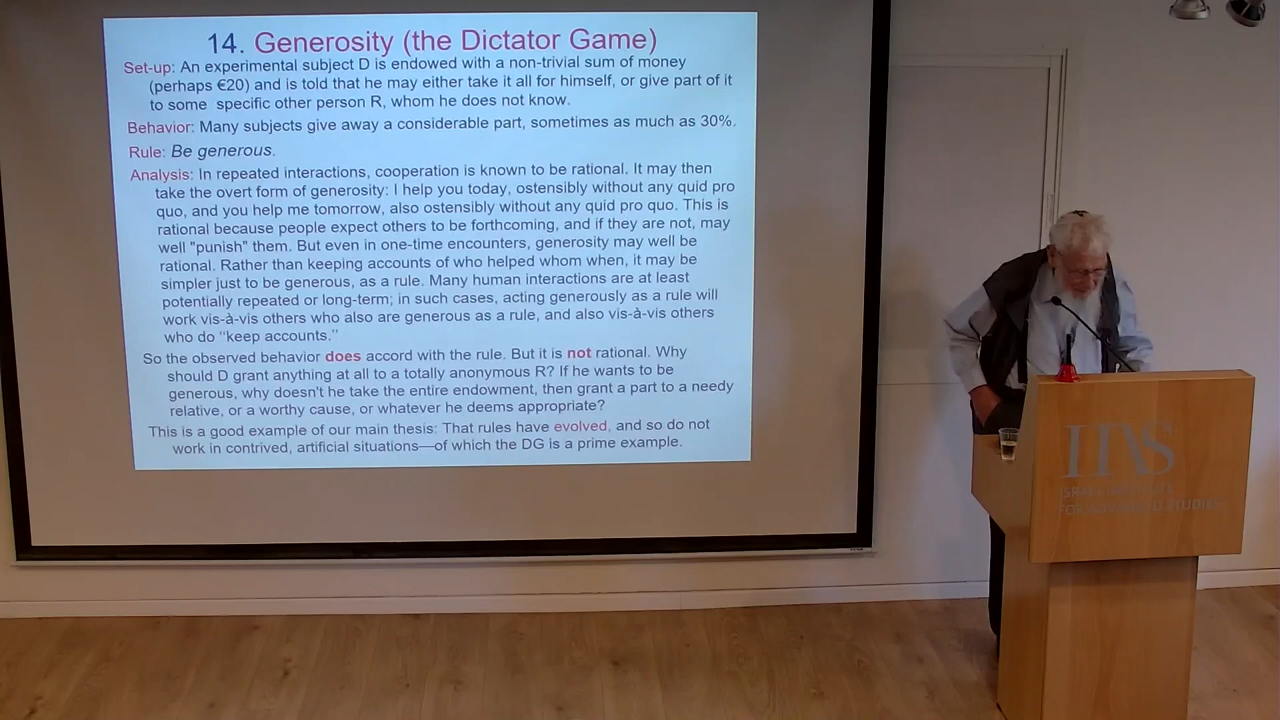 14. Generosity (the Dictator Game)
Set-up: An experimental subject D is endowed with a non-trivial sum of money
(perhaps €20) and is told that he may either take it all for himself, or give part of it
to some specific other person R, whom he does not know.
Behavior: Many subjects give away a considerable part, sometimes as much as 30%.
Rule: Be generous.
Analysis: In repeated interactions, cooperation is known to be rational. It may then
take the overt form of generosity: I help you today, ostensibly without any quid pro
quo, and you help me tomorrow, also ostensibly without any quid pro quo. This is
rational because people expect others to be forthcoming, and if they are not, may
well "punish" them. But even in one-time encounters, generosity may well be
rational. Rather than keeping accounts of who helped whom when, it may be
simpler just to be generous, as a rule. Many human interactions are at least
potentially repeated or long-term; in such cases, acting generously as a rule will
work vis-à-vis others who also are generous as a rule, and also vis-à-vis others
who do “keep accounts.”
So the observed behavior does accord with the rule. But it is not rational. Why
should D grant anything at all to a totally anonymous R? If he wants to be
generous, why doesn't he take the entire endowment, then grant a part to a needy
relative, or a worthy cause, or whatever he deems appropriate?
This is a good example of our main thesis: That rules have evolved, and so do not
work in contrived, artificial situations—of which the DG is a prime example.
IIAS
ISRAEL INSTITUTE
FOR ADVANCED STUDIES